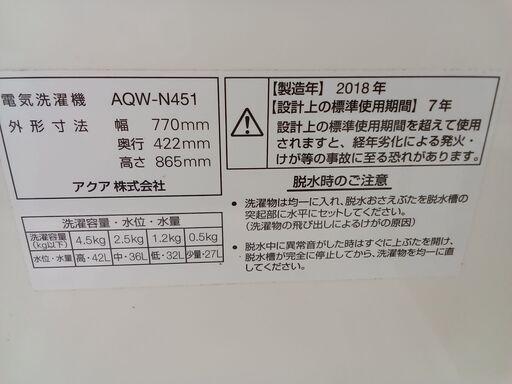 電気洗濯機 AQW-N451
外形寸法 幅 770mm
奥行 422mm
高さ 865mm
アクア 株式会社
洗濯容量・水位・水量
洗濯容量(kg以下) 4.5kg 2.5kg 1.2kg 0.5kg
水位・水量 高・42L 中・36L 低・32L 少量・27L
【製造年】 2018年
【設計上の標準使用期間】 7年
設計上の標準使用期間を超えて使用
されますと、経年劣化による発火・
けが等の事故に至る恐れがあります。
脱水時のご注意
● 洗濯物は均一に入れ、脱水おさえぶたを脱水槽の
突起部に水平にセットしてください。
(洗濯物の飛び出しによるけがの原因)
● 脱水中に異常音がした時はすぐに上ぶたを開け、
脱水槽が完全に停止してから、洗濯物を均一に直
してください。